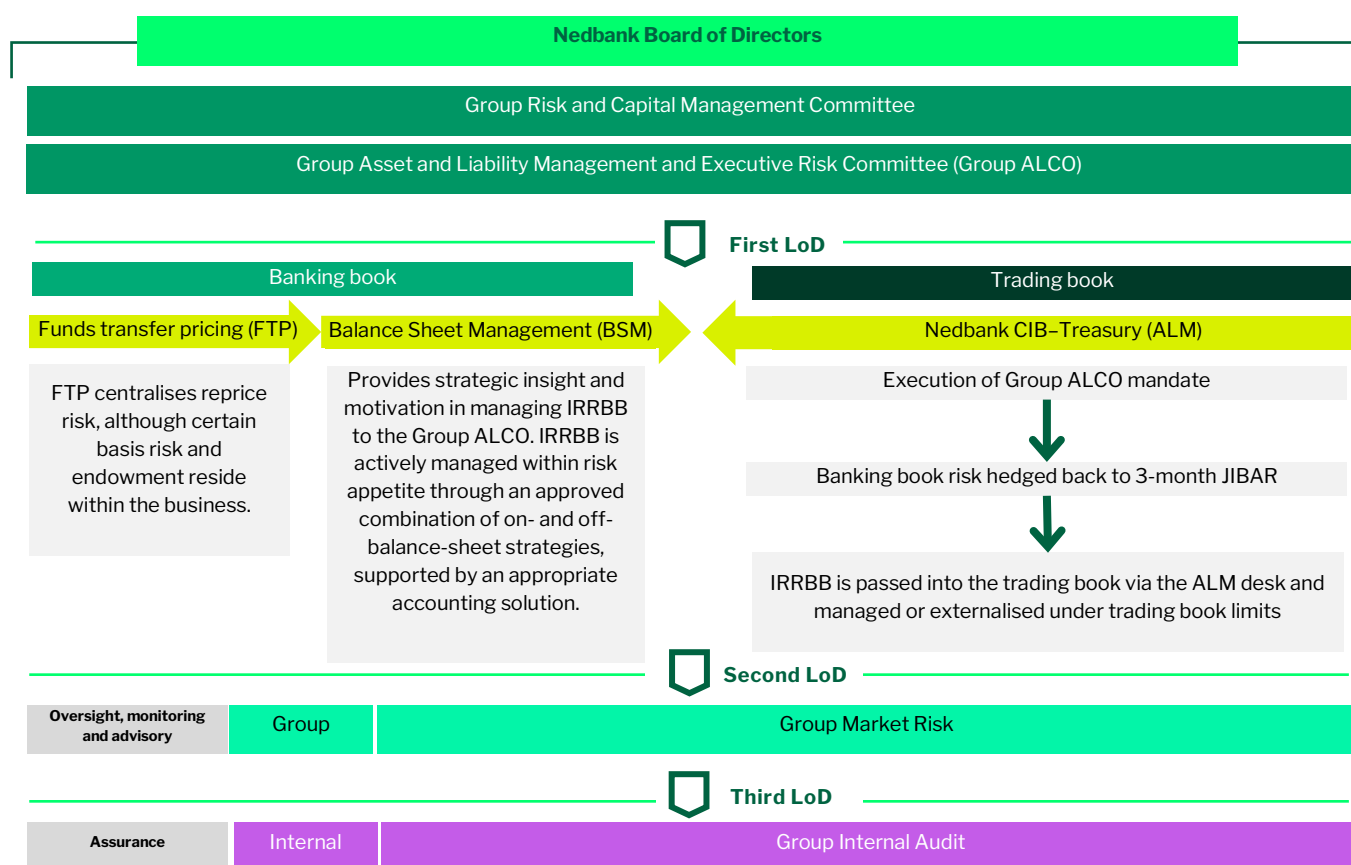 Nedbank Board of Directors
Group Risk and Capital Management Committee
Group Asset and Liability Management and Executive Risk Committee (Group ALCO)
First LoD
Banking book
Trading book
Funds transfer pricing (FTP)
Balance Sheet Management (BSM)
Nedbank CIB–Treasury (ALM)
FTP centralises reprice
risk, although certain
basis risk and
endowment reside
within the business.
Provides strategic insight and
motivation in managing IRRBB
to the Group ALCO. IRRBB is
actively managed within risk
appetite through an approved
combination of on- and off-
balance-sheet strategies,
supported by an appropriate
accounting solution.
Execution of Group ALCO mandate
Banking book risk hedged back to 3-month JIBAR
IRRBB is passed into the trading book via the ALM desk and
managed or externalised under trading book limits
Second LoD
Oversight, monitoring
and advisory
Group
Group Market Risk
Third LoD
Assurance
Internal
Group Internal Audit